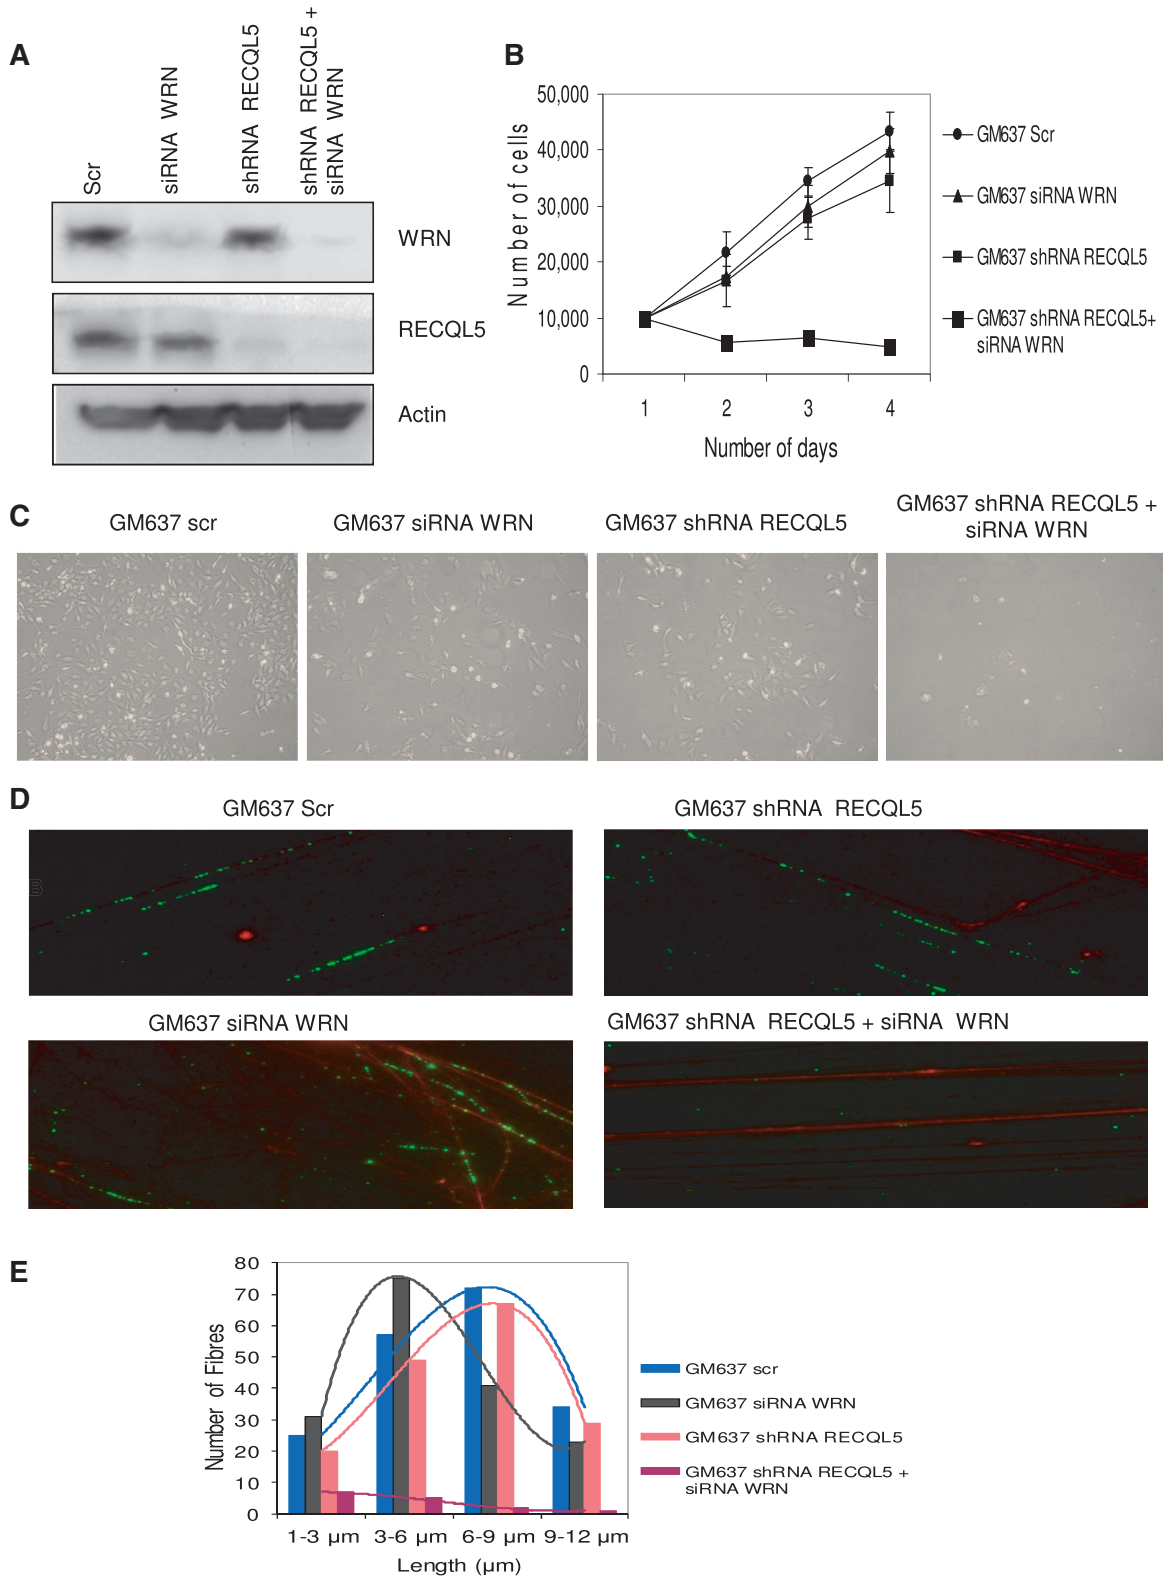 A
Scr
siRNA WRN
shRNA RECQL5
shRNA RECQL5 +
siRNA WRN
WRN
RECQL5
Actin
B
50,000
40,000
30,000
20,000
10,000
0
Number of cells
1 2 3 4
Number of days
GM637 Scr
GM637 siRNA WRN
GM637 shRNA RECQL5
GM637 shRNA RECQL5+
siRNA WRN
C
GM637 scr
GM637 siRNA WRN
GM637 shRNA RECQL5
GM637 shRNA RECQL5 +
siRNA WRN
D
GM637 Scr
GM637 shRNA RECQL5
B
GM637 siRNA WRN
GM637 shRNA RECQL5 + siRNA WRN
E
80
70
60
50
40
30
20
10
0
Number of Fibres
1-3 µm 3-6 µm 6-9 µm 9-12 µm
Length (µm)
GM637 scr
GM637 siRNA WRN
GM637 shRNA RECQL5
GM637 shRNA RECQL5 +
siRNA WRN